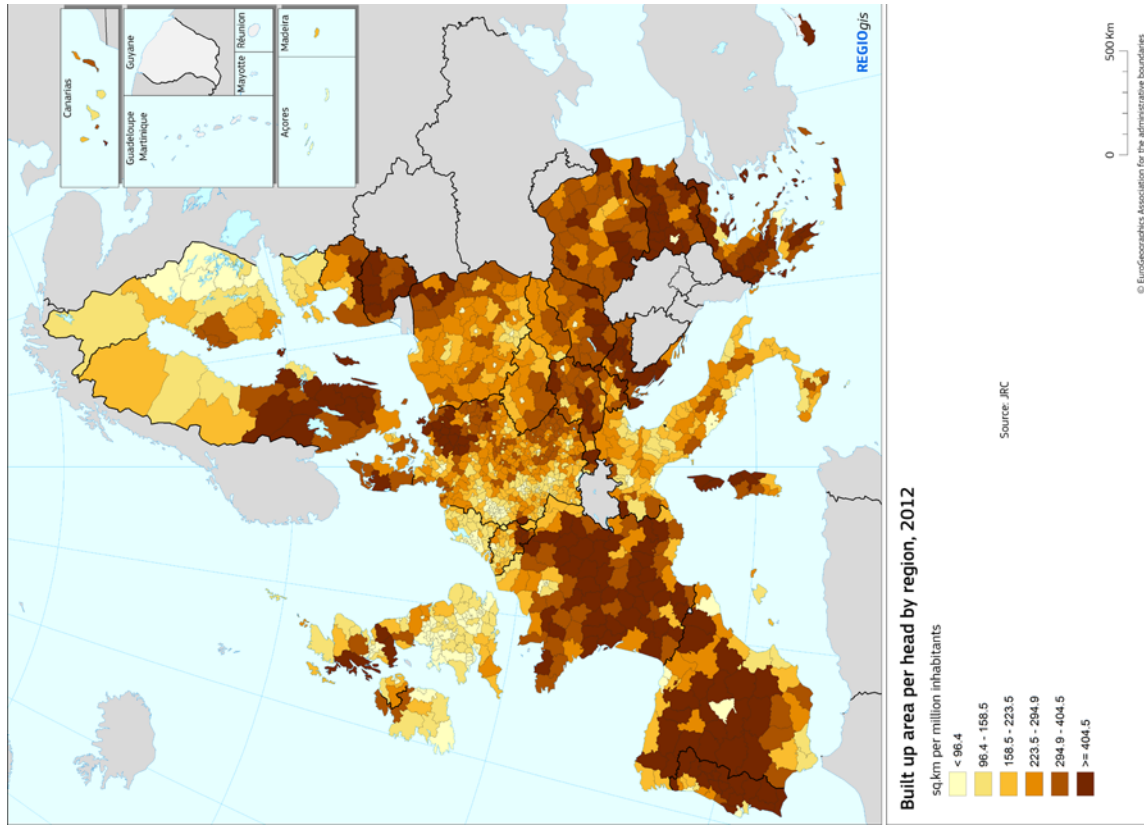 Canarias
Guadeloupe
Martinique
Guyane
Mayotte
Réunion
Açores
Madeira
REGIOgis
Built up area per head by region, 2012
sq.km per million inhabitants
< 96.4
96.4 - 158.5
158.5 - 223.5
223.5 - 294.9
294.9 - 404.5
>= 404.5
Source: JRC
0
500 Km
© EuroGeographics Association for the administrative boundaries